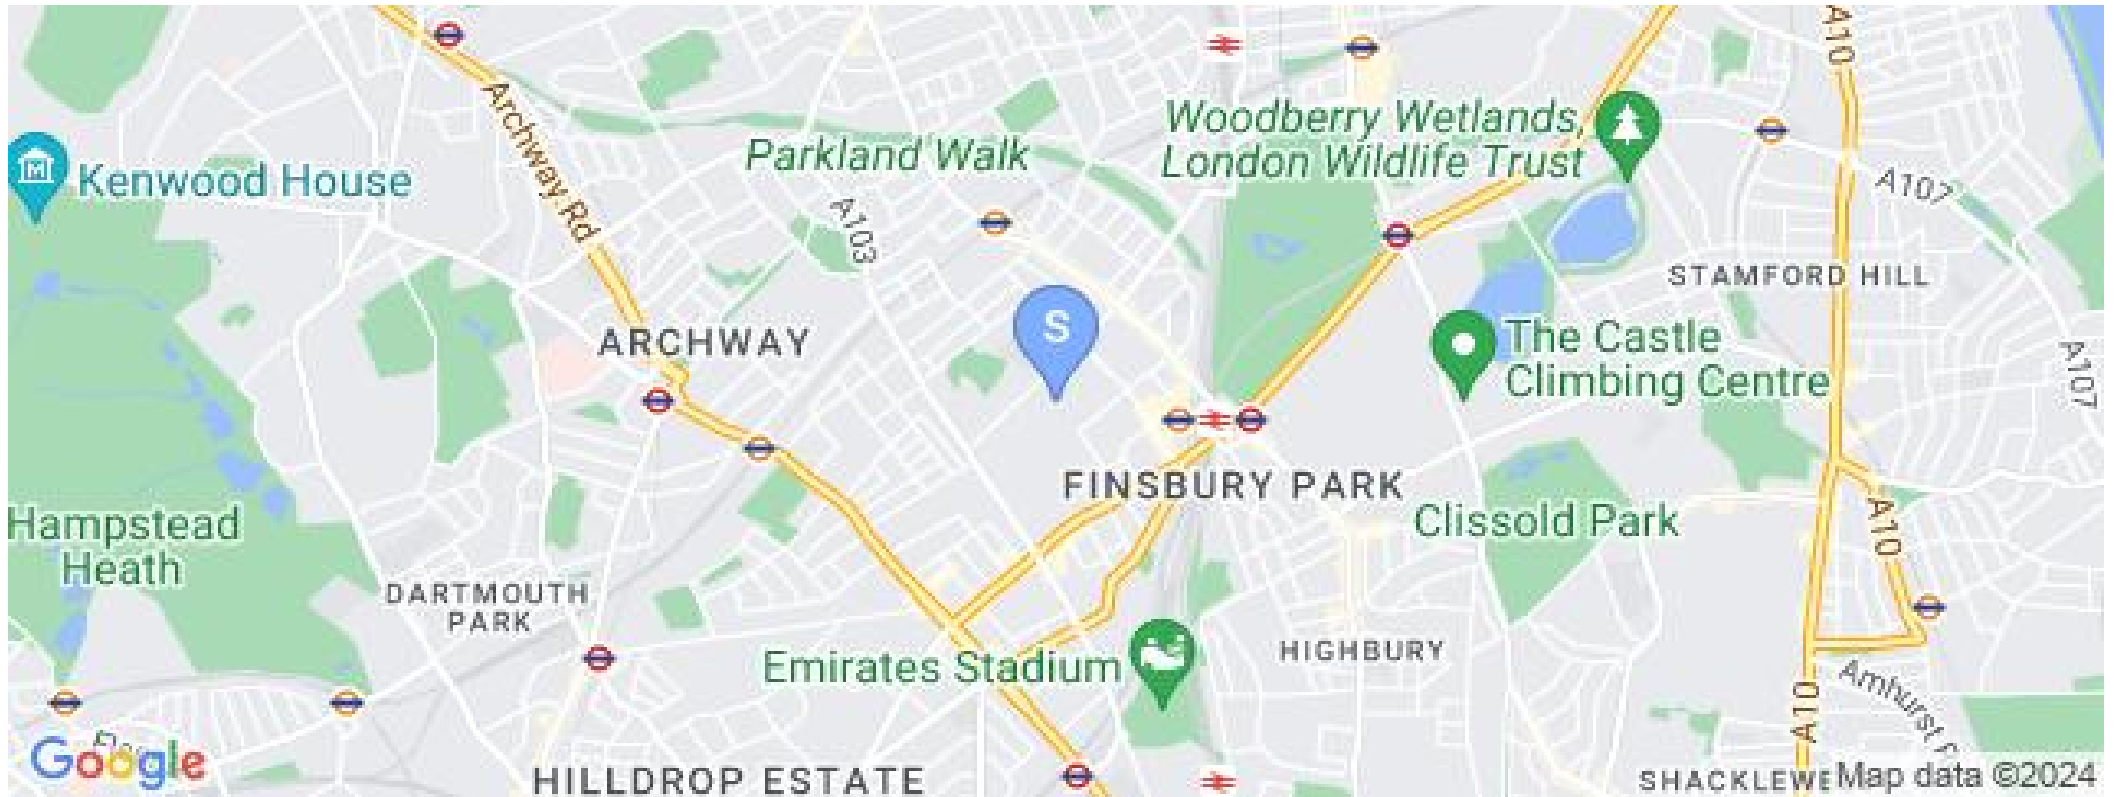 A10
Archway Rd
Woodberry Wetlands,
London Wildlife Trust
Parkland Walk
Kenwood House
A107
A103
STAMFORD HILL
S
ARCHWAY
The Castle
Climbing Centre
A107
FINSBURY PARK
Hampstead
Heath
Clissold Park
A10
DARTMOUTH
PARK
HIGHBURY
Emirates Stadium
A10
Amhurst
Google
HILLDROP ESTATE
SHACKLEWE
Map data ©2024